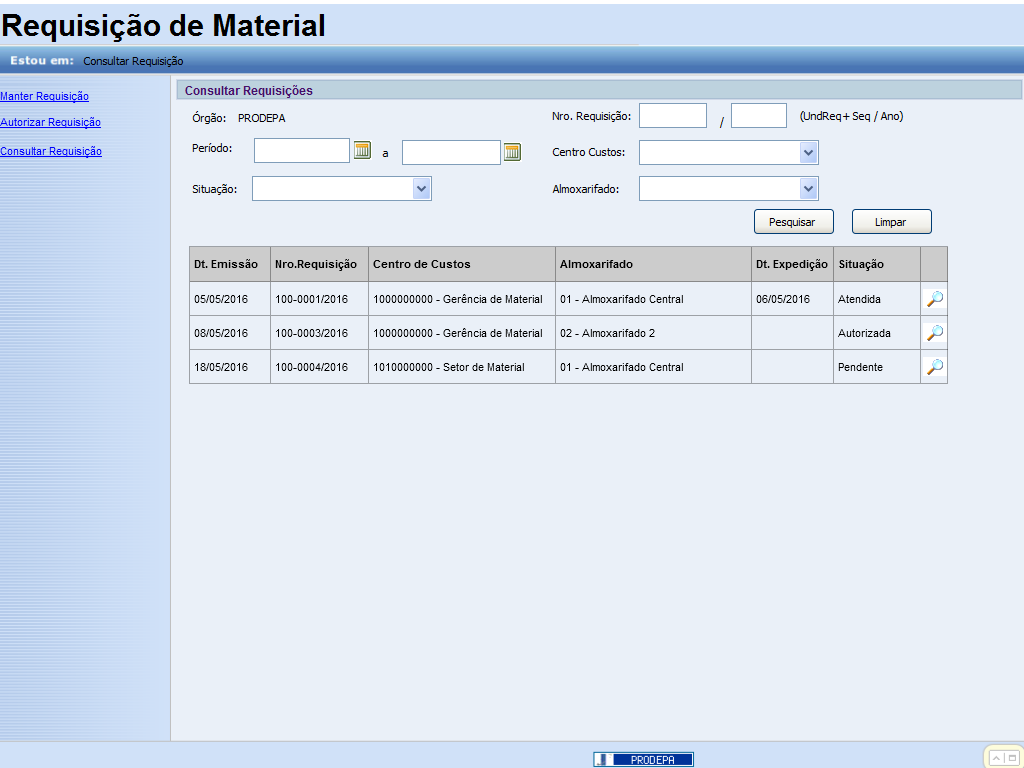 Requisição de Material
Estou em: Consultar Requisição
Manter Requisição
Autorizar Requisição
Consultar Requisição
Consultar Requisições
Órgão: PRODEPA
Nro. Requisição: / (UndReq+ Seq / Ano)
Período: a
Centro Custos:
Situação:
Almoxarifado:
Pesquisar Limpar
Dt. Emissão Nro.Requisição Centro de Custos Almoxarifado Dt. Expedição Situação
05/05/2016 100-0001/2016 1000000000 - Gerência de Material 01 - Almoxarifado Central 06/05/2016 Atendida
08/05/2016 100-0003/2016 1000000000 - Gerência de Material 02 - Almoxarifado 2 Autorizada
18/05/2016 100-0004/2016 1010000000 - Setor de Material 01 - Almoxarifado Central Pendente
PRODEPA